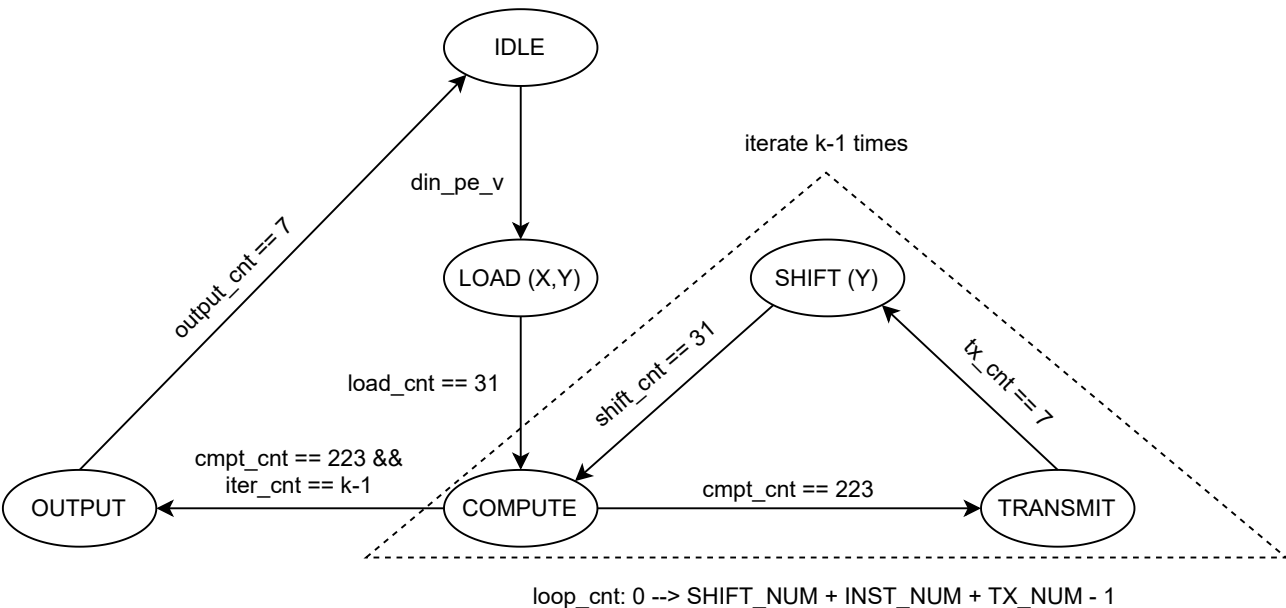 IDLE
iterate k-1 times
din_pe_v
output_cnt == 7
LOAD (X,Y)
SHIFT (Y)
load_cnt == 31
shift_cnt == 31
tx_cnt == 7
cmpt_cnt == 223 &&
iter_cnt == k-1
cmpt_cnt == 223
OUTPUT
COMPUTE
TRANSMIT
loop_cnt: 0 --> SHIFT_NUM + INST_NUM + TX_NUM - 1